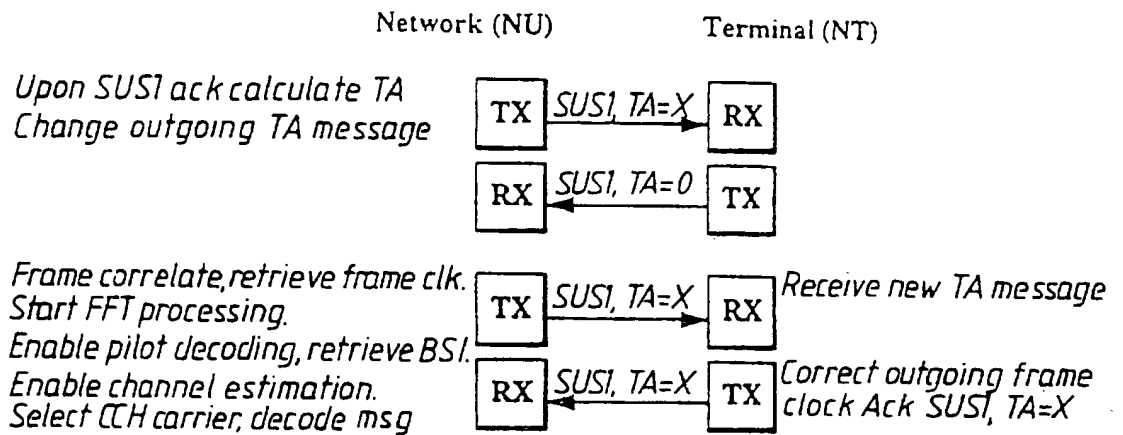 Network (NU) Terminal (NT)
Upon SUS1 ack calculate TA
Change outgoing TA message
TX SUS1, TA=X RX
RX SUS1, TA=0 TX
Frame correlate, retrieve frame clk.
Start FFT processing.
Enable pilot decoding, retrieve BSI.
Enable channel estimation.
Select CCH carrier, decode msg
TX SUS1, TA=X RX
Receive new TA message
RX SUS1, TA=X TX
Correct outgoing frame
clock Ack SUS1, TA=X